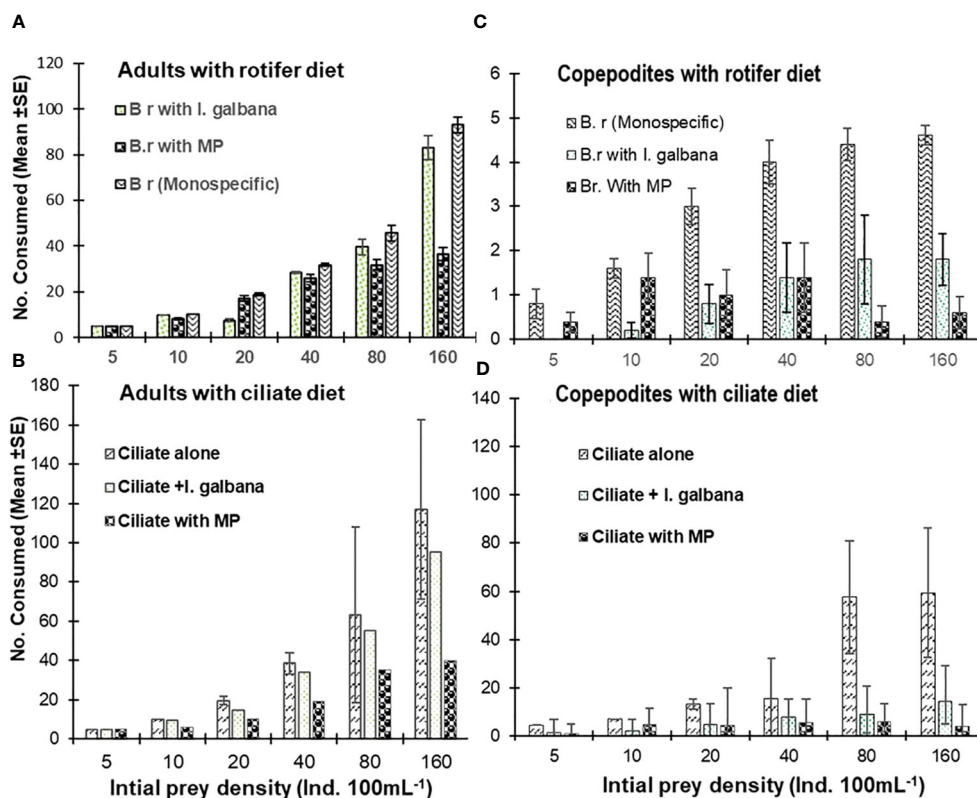 A
Adults with rotifer diet
No. Consumed (Mean ±SE)
120
100
80
60
40
20
0
B r with I. galbana
B.r with MP
B r (Monospecific)
5 10 20 40 80 160
C
Copepodites with rotifer diet
6
5
4
3
2
1
0
B. r (Monospecific)
B.r with I. galbana
Br. With MP
5 10 20 40 80 160
B
Adults with ciliate diet
No. Consumed (Mean ±SE)
180
160
140
120
100
80
60
40
20
0
Ciliate alone
Ciliate +I. galbana
Ciliate with MP
5 10 20 40 80 160
Intial prey density (Ind. 100mL⁻¹)
D
Copepodites with ciliate diet
140
120
100
80
60
40
20
0
Ciliate alone
Ciliate + I. galbana
Ciliate with MP
5 10 20 40 80 160
Intial prey density (Ind. 100mL⁻¹)